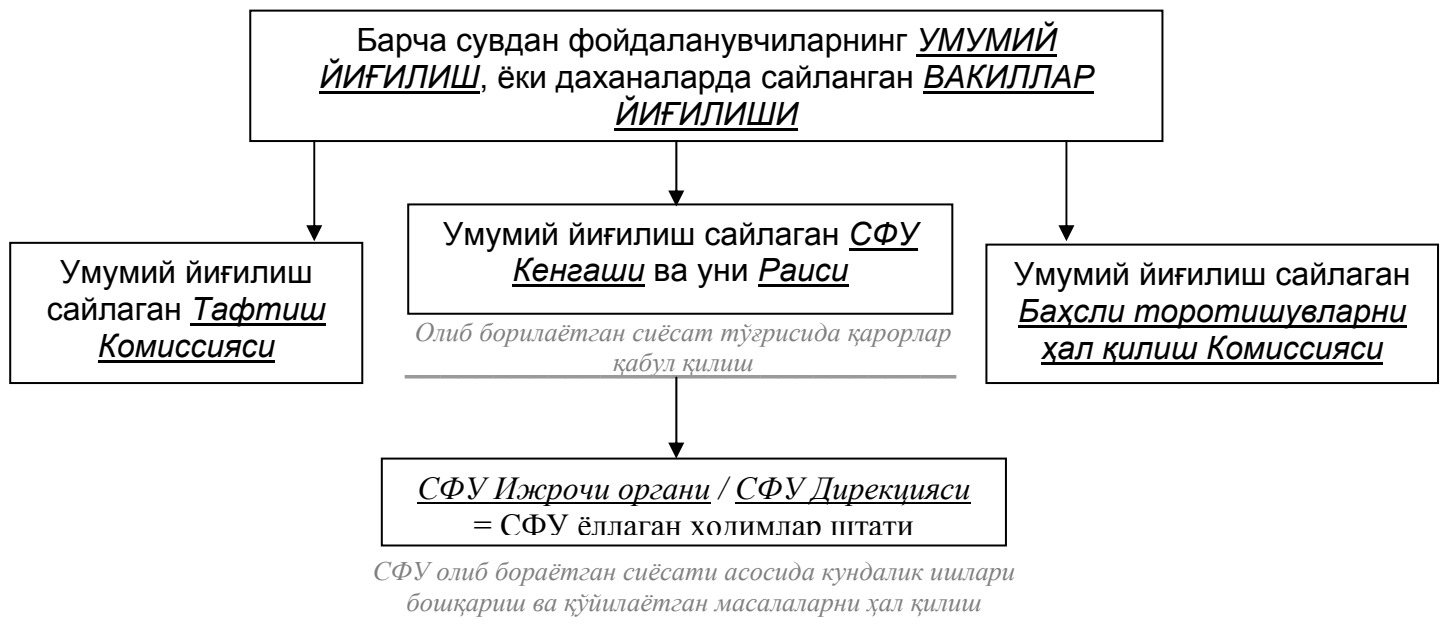 Барча сувдан фойдаланувчиларнинг УМУМИЙ
ЙИҒИЛИШ, ёки даханаларда сайланган ВАКИЛЛАР
ЙИҒИЛИШИ
Умумий йиғилиш
сайлаган Тафтиш
Комиссияси
Умумий йиғилиш сайлаган СФУ
Кенгаши ва уни Раиси
Олиб борилаётган сиёсат тўғрисида қарорлар
қабул қилиш
Умумий йиғилиш сайлаган
Баҳсли торотишувларни
ҳал қилиш Комиссияси
СФУ Ижрочи органи / СФУ Дирекцияси
= СФУ ёллаган ходимлар штати
СФУ олиб бораётган сиёсати асосида кундалик ишлари
бошқариш ва қўйилаётган масалаларни ҳал қилиш